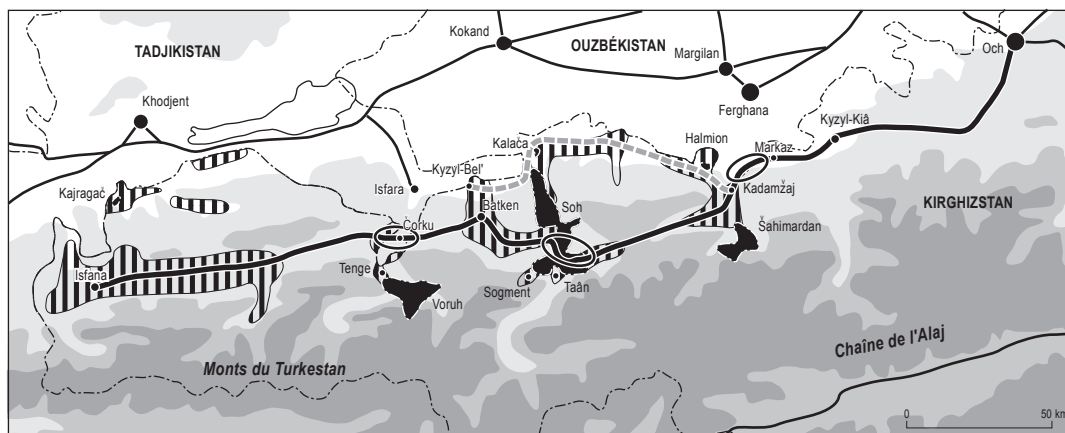 Kokand
OUZBÉKISTAN
TADJIKISTAN
Och
Margilan
Khodjent
Ferghana
Kyzyl-Kiâ
Kalača
Halmion
Markaz
Kyzyl-Bel'
Isfara
Kajragač
Kadamžaj
Batken
Soh
KIRGHIZSTAN
Čorku
Šahimardan
Isfana
Tenge
Sogment
Taân
Voruh
Chaîne de l'Alaj
Monts du Turkestan
0 50 km